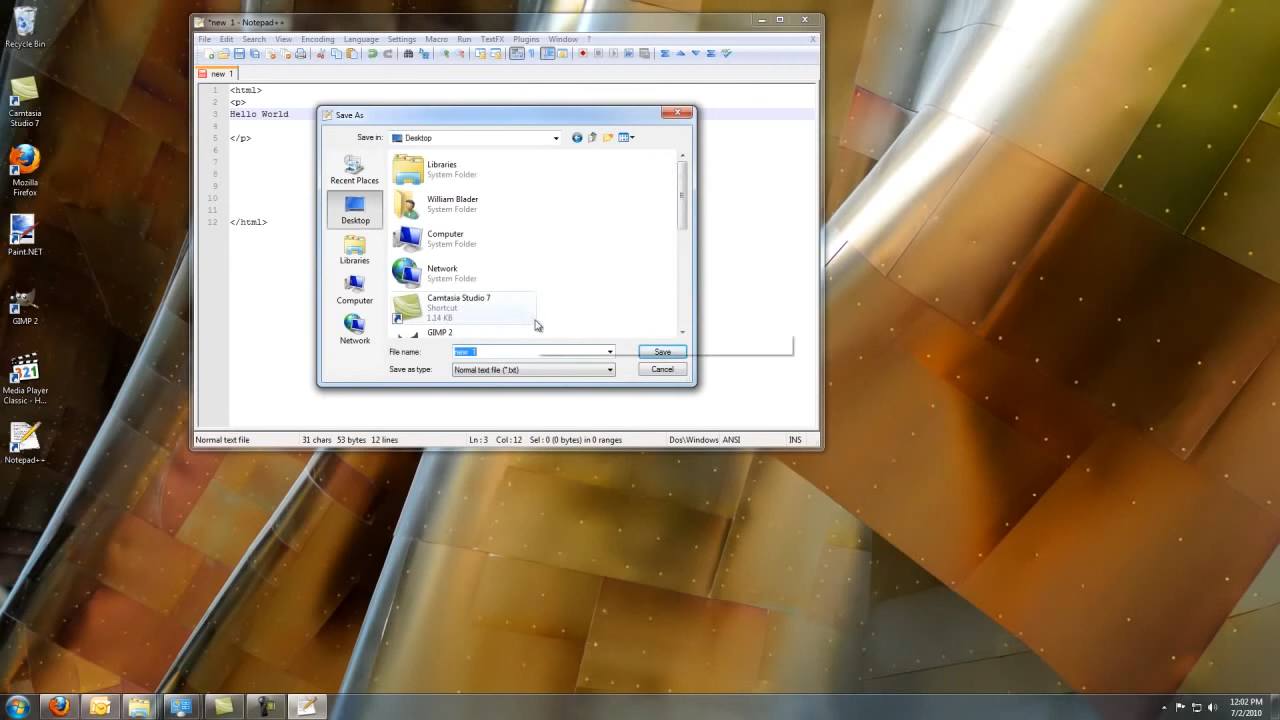 *new 1 - Notepad++
File Edit Search View Encoding Language Settings Macro Run TextFX Plugins Window ?
X
new 1
1 <html>
2 <p>
3 Hello World
4
5 </p>
6
7
8
9
10
11
12 </html>
Save As
Save in: Desktop
Recent Places
Desktop
Libraries
Computer
Network
Libraries
System Folder
William Blader
System Folder
Computer
System Folder
Network
System Folder
Camtasia Studio 7
Shortcut
1.14 KB
GIMP 2
File name: new 1
Save
Save as type: Normal text file (*.txt)
Cancel
Normal text file 31 chars 53 bytes 12 lines Ln : 3 Col : 12 Sel : 0 (0 bytes) in 0 ranges Dos\Windows ANSI INS
Recycle Bin
Camtasia
Studio 7
Mozilla
Firefox
Paint.NET
GIMP 2
321
Media Player
Classic - H...
Notepad++
12:02 PM
7/2/2010